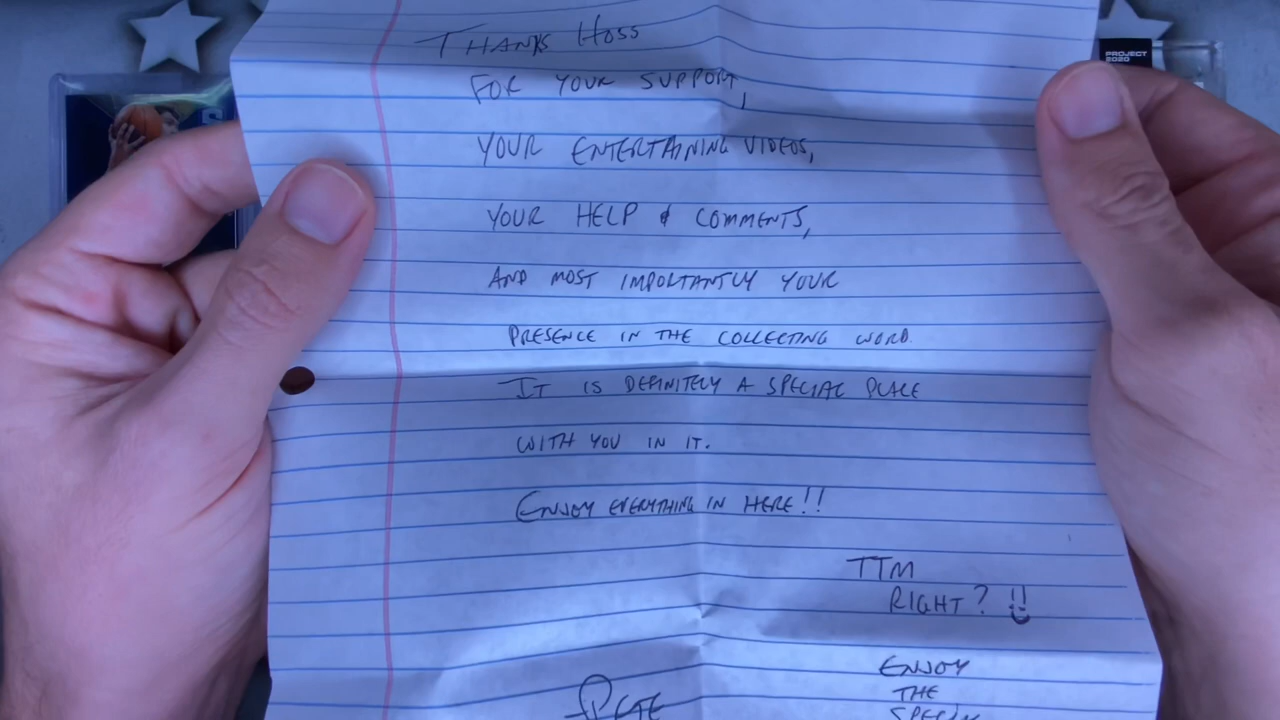 THANKS HOSS
FOR YOUR SUPPORT,
YOUR ENTERTAINING VIDEOS,
YOUR HELP & COMMENTS,
AND MOST IMPORTANTLY YOUR
PRESENCE IN THE COLLECTING WORD.
IT IS DEFINITELY A SPECIAL PLACE
WITH YOU IN IT.
ENJOY EVERYTHING IN HERE!!
TTM
RIGHT?
PETE
ENJOY
THE
PROJECT
2020